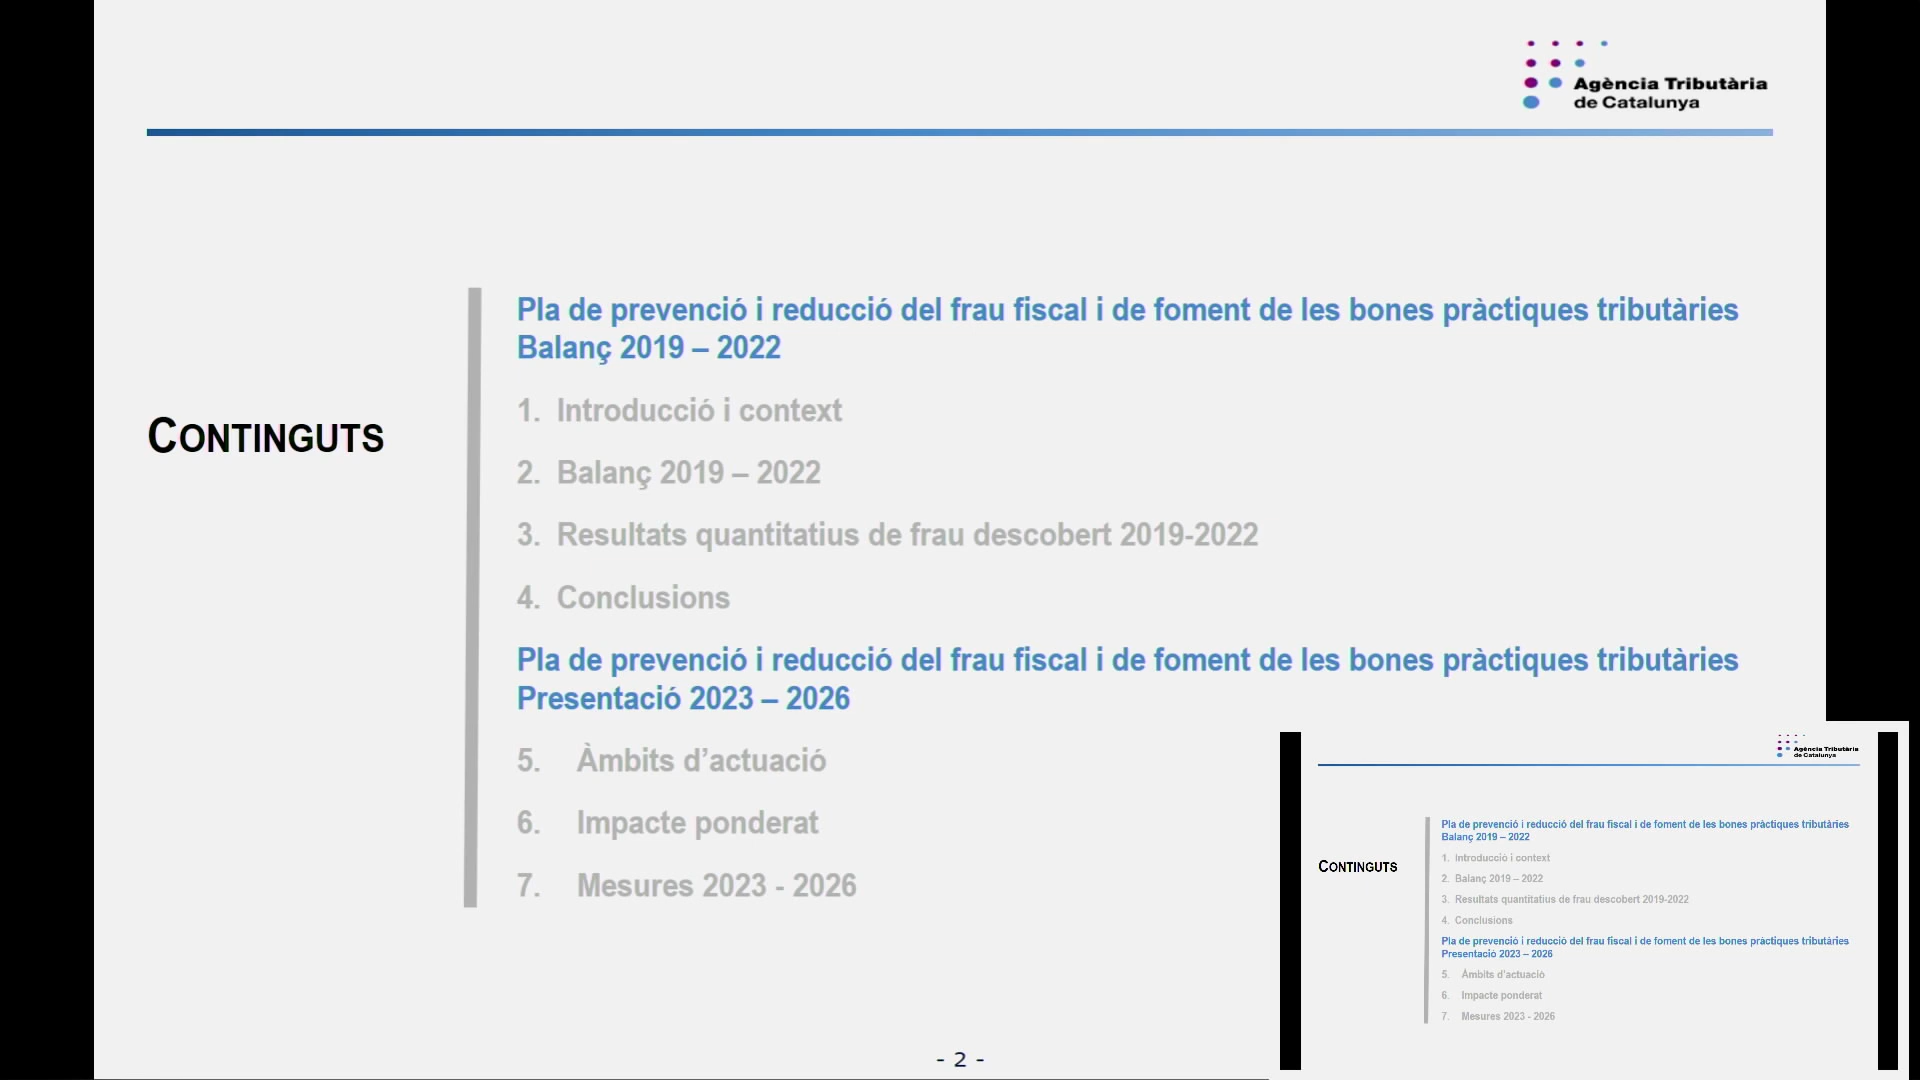 Agència Tributària
de Catalunya
CONTINGUTS
Pla de prevenció i reducció del frau fiscal i de foment de les bones pràctiques tributàries
Balanç 2019 – 2022
1. Introducció i context
2. Balanç 2019 – 2022
3. Resultats quantitatius de frau descobert 2019-2022
4. Conclusions
Pla de prevenció i reducció del frau fiscal i de foment de les bones pràctiques tributàries
Presentació 2023 – 2026
5. Àmbits d’actuació
6. Impacte ponderat
7. Mesures 2023 - 2026
- 2 -
Agència Tributària
de Catalunya
CONTINGUTS
Pla de prevenció i reducció del frau fiscal i de foment de les bones pràctiques tributàries
Balanç 2019 – 2022
1. Introducció i context
2. Balanç 2019 – 2022
3. Resultats quantitatius de frau descobert 2019-2022
4. Conclusions
Pla de prevenció i reducció del frau fiscal i de foment de les bones pràctiques tributàries
Presentació 2023 – 2026
5. Àmbits d’actuació
6. Impacte ponderat
7. Mesures 2023 - 2026